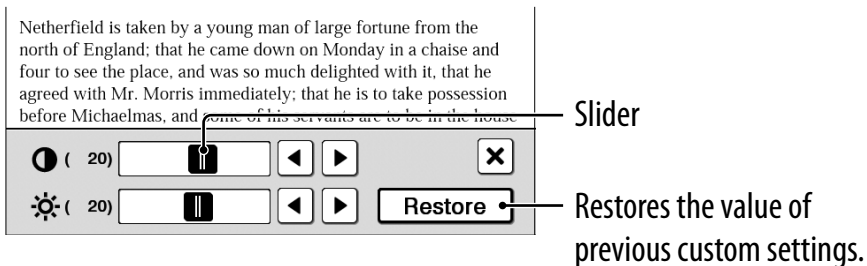 Netherfield is taken by a young man of large fortune from the
north of England; that he came down on Monday in a chaise and
four to see the place, and was so much delighted with it, that he
agreed with Mr. Morris immediately; that he is to take possession
before Michaelmas, and some of his servants are to be in the house
Slider
( 20)
( 20) Restore
Restores the value of
previous custom settings.